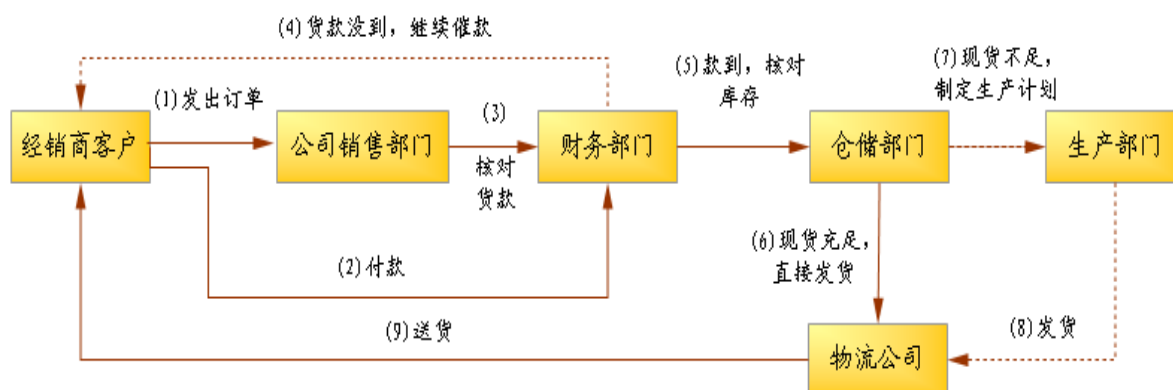 (4)货款没到，继续催款
(1)发出订单
(3)
(5)款到，核对
库存
(7)现货不足，
制定生产计划
经销商客户
公司销售部门
财务部门
仓储部门
生产部门
核对
货款
(2)付款
(6)现货充足，
直接发货
(9)送货
(8)发货
物流公司